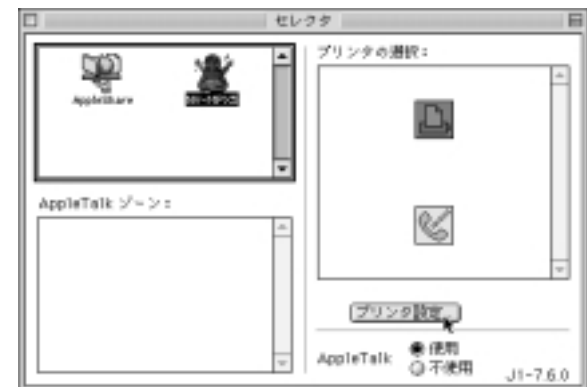 セレクタ
AppleShare
プリンタの選択：
AppleTalk ゾーン：
プリンタ設定...
AppleTalk
使用
不使用
J1-7.6.0